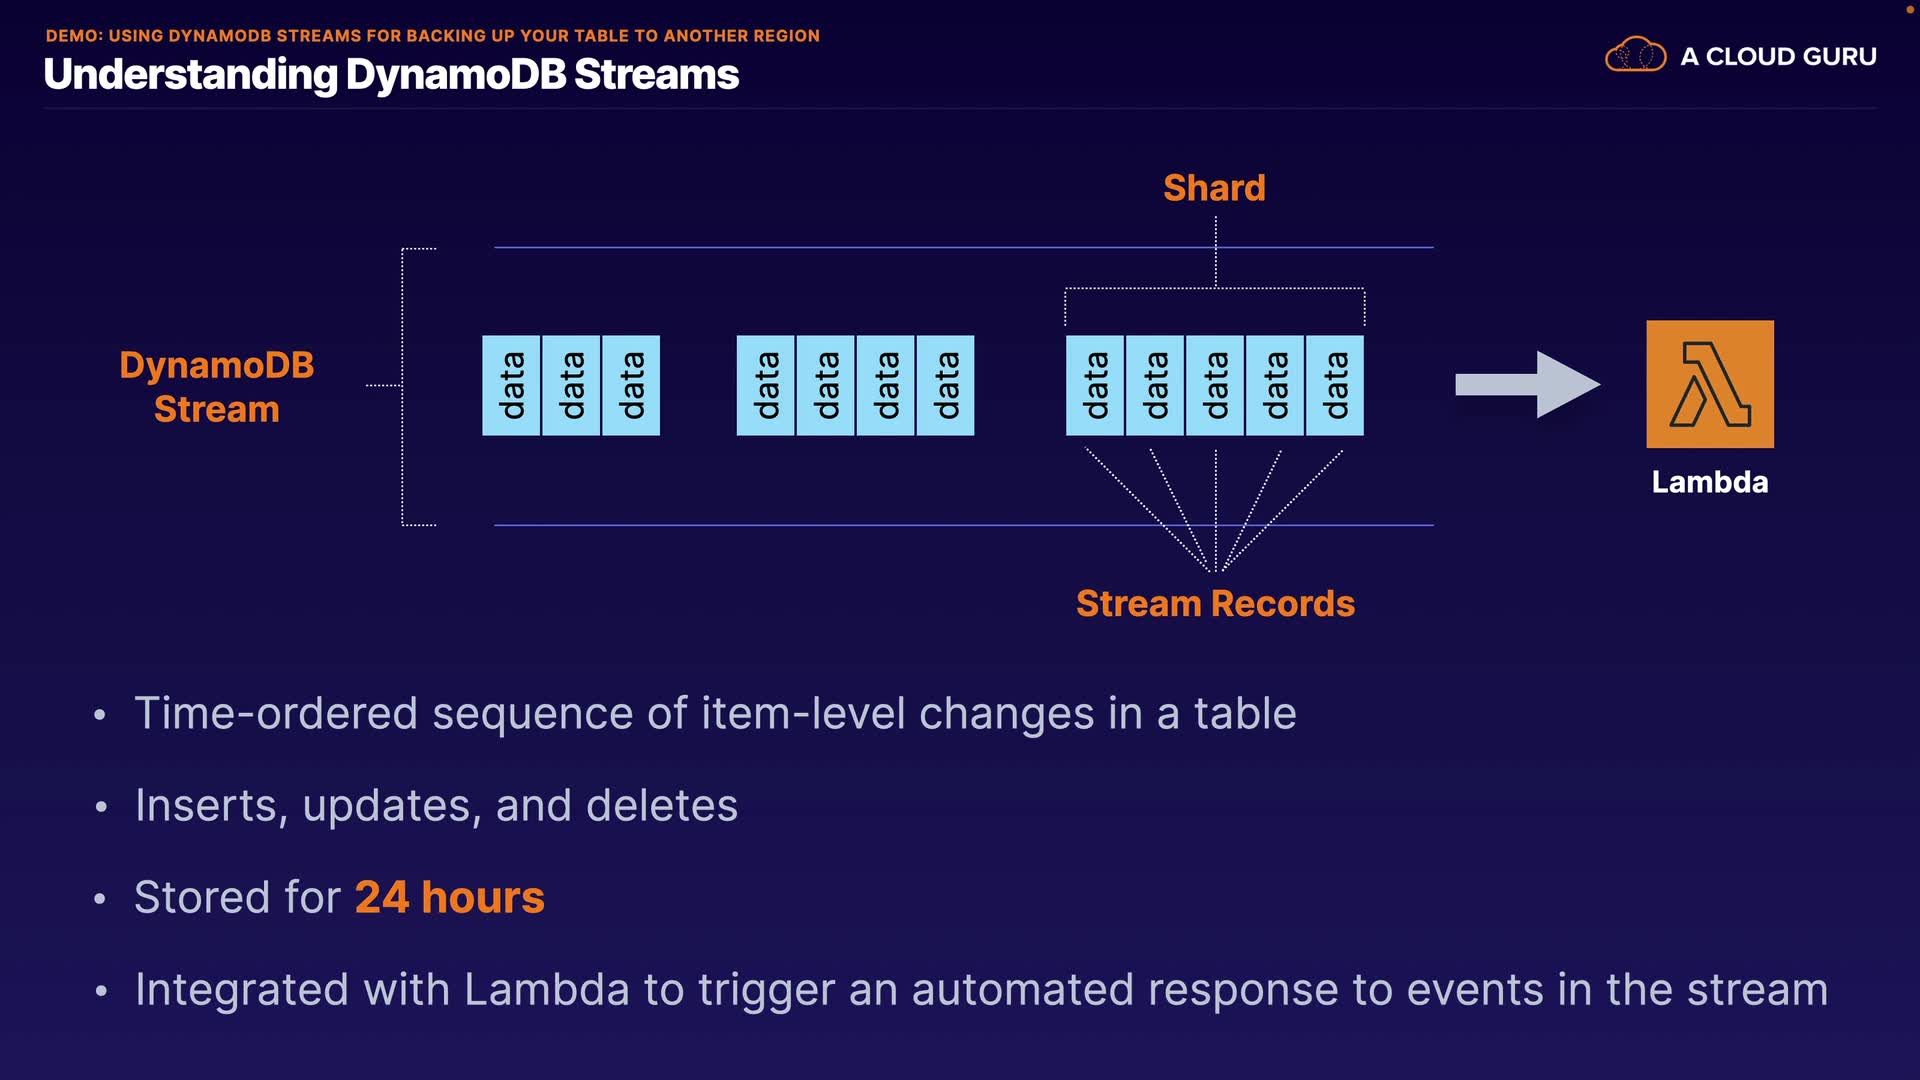 DEMO: USING DYNAMODB STREAMS FOR BACKING UP YOUR TABLE TO ANOTHER REGION
Understanding DynamoDB Streams
A CLOUD GURU
Shard
DynamoDB
Stream
data data data data data data data data data data data data
Lambda
Stream Records
• Time-ordered sequence of item-level changes in a table
• Inserts, updates, and deletes
• Stored for 24 hours
• Integrated with Lambda to trigger an automated response to events in the stream